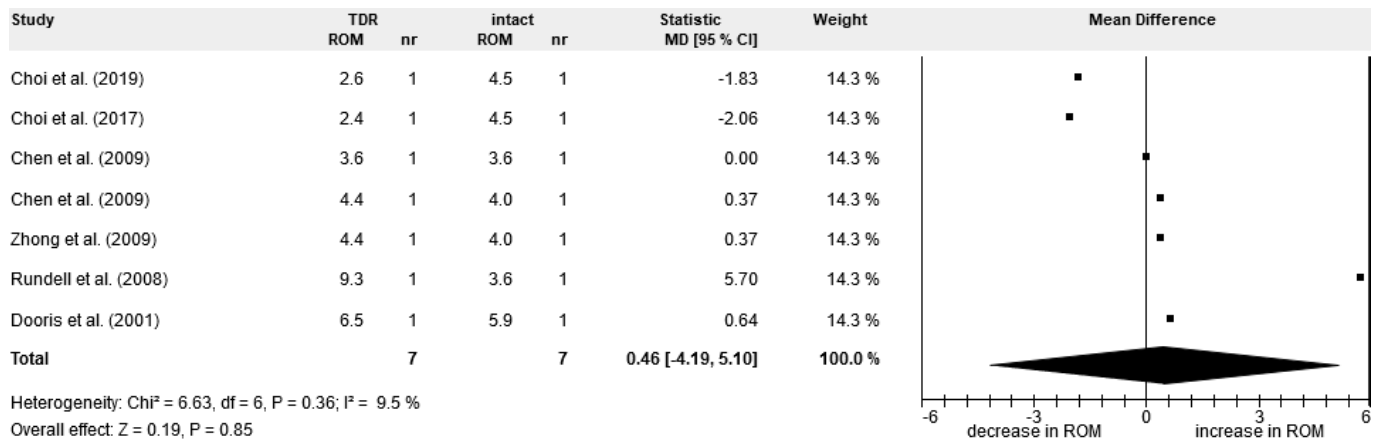 Study TDR intact Statistic Weight Mean Difference
ROM nr ROM nr MD [95 % CI]
Choi et al. (2019) 2.6 1 4.5 1 -1.83 14.3 %
Choi et al. (2017) 2.4 1 4.5 1 -2.06 14.3 %
Chen et al. (2009) 3.6 1 3.6 1 0.00 14.3 %
Chen et al. (2009) 4.4 1 4.0 1 0.37 14.3 %
Zhong et al. (2009) 4.4 1 4.0 1 0.37 14.3 %
Rundell et al. (2008) 9.3 1 3.6 1 5.70 14.3 %
Dooris et al. (2001) 6.5 1 5.9 1 0.64 14.3 %
Total 7 7 0.46 [-4.19, 5.10] 100.0 %
Heterogeneity: Chi² = 6.63, df = 6, P = 0.36; I² = 9.5 %
Overall effect: Z = 0.19, P = 0.85
-6 -3 0 3 6
decrease in ROM increase in ROM